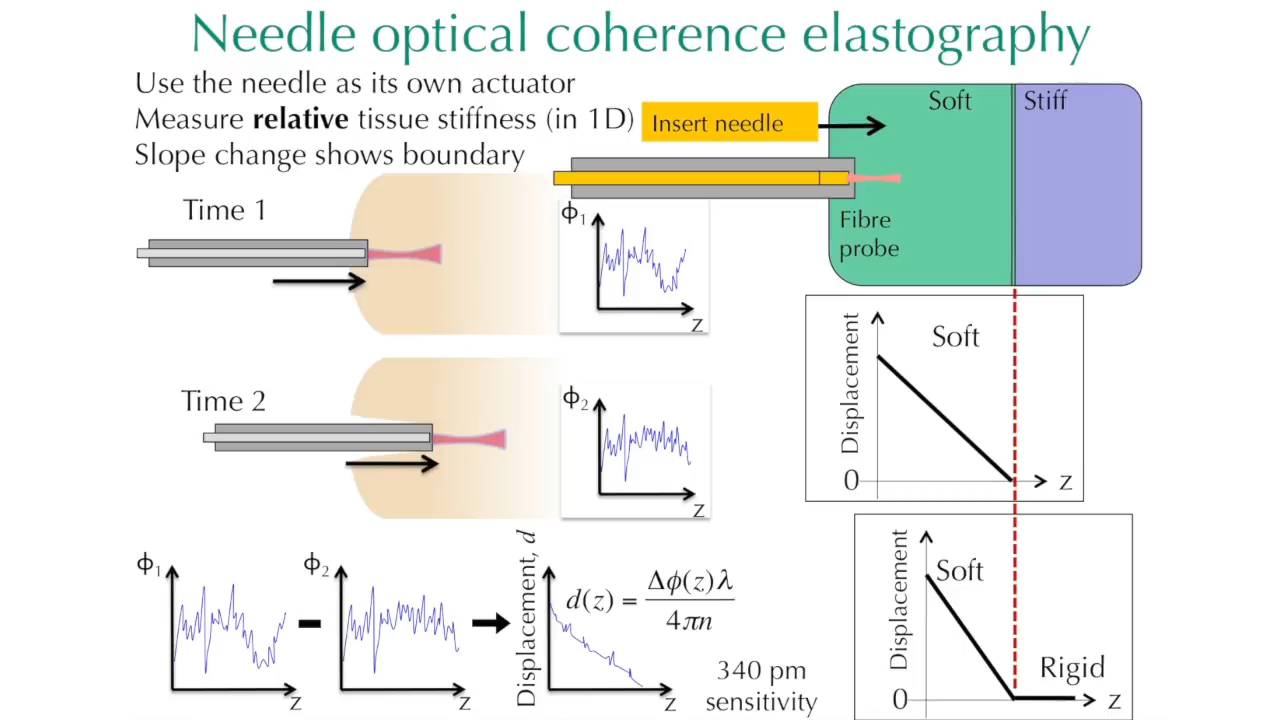 Needle optical coherence elastography
Use the needle as its own actuator
Measure relative tissue stiffness (in 1D)
Slope change shows boundary
Insert needle
Soft
Stiff
Fibre
probe
Time 1
ϕ1
z
Time 2
ϕ2
z
Displacement
Soft
0
z
ϕ1
z
ϕ2
z
Displacement, d
d(z) = Δϕ(z)λ / 4πn
z
340 pm
sensitivity
Displacement
Soft
Rigid
0
z